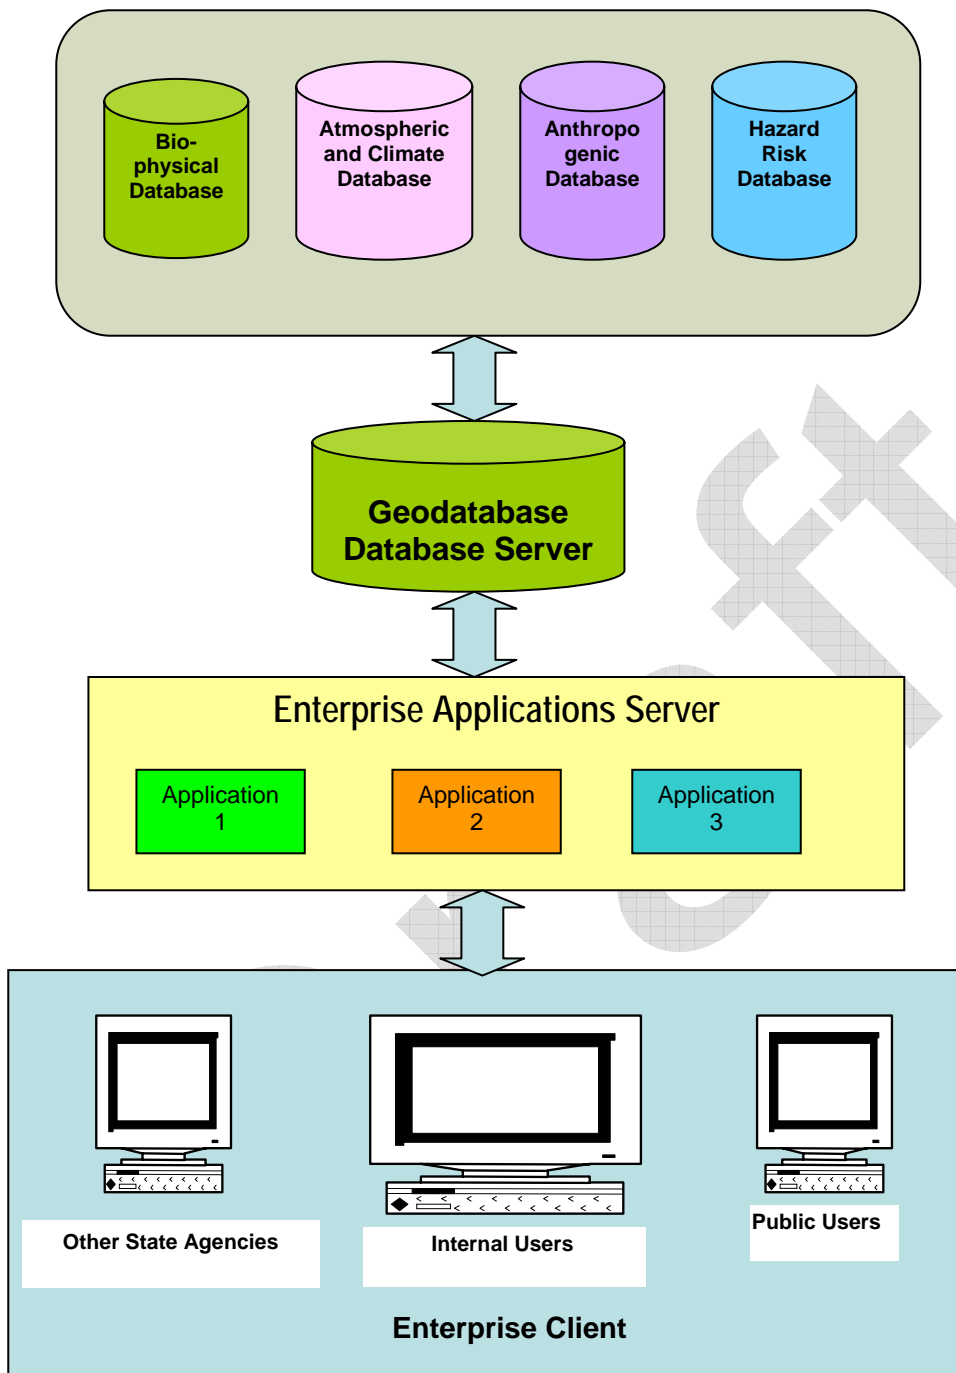 Bio-
physical
Database
Atmospheric
and Climate
Database
Anthropo
genic
Database
Hazard
Risk
Database
Geodatabase
Database Server
Enterprise Applications Server
Application
1
Application
2
Application
3
Other State Agencies
Internal Users
Public Users
Enterprise Client